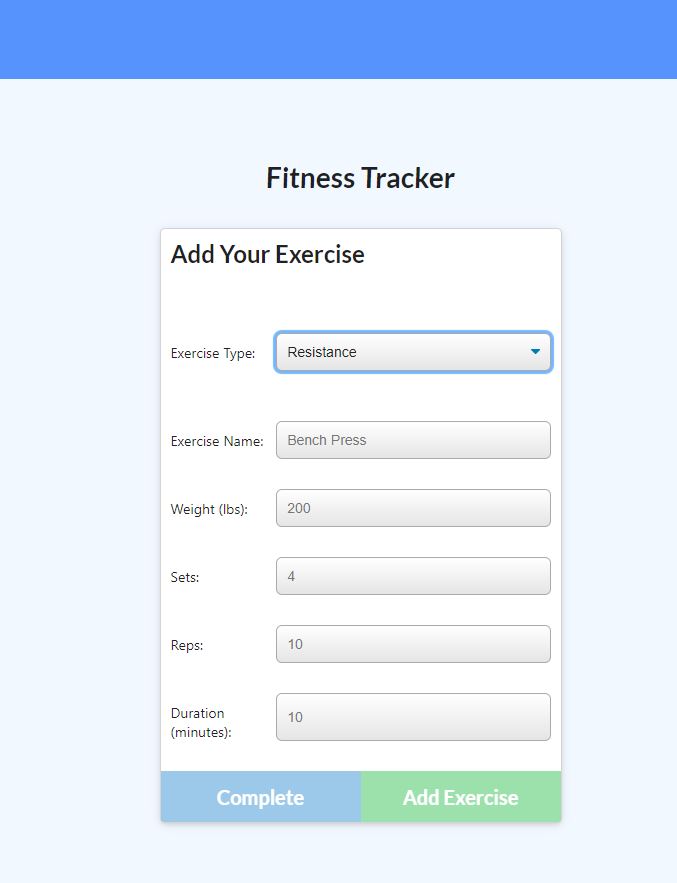 Fitness Tracker
Add Your Exercise
Exercise Type: Resistance
Exercise Name: Bench Press
Weight (lbs): 200
Sets: 4
Reps: 10
Duration
(minutes): 10
Complete Add Exercise